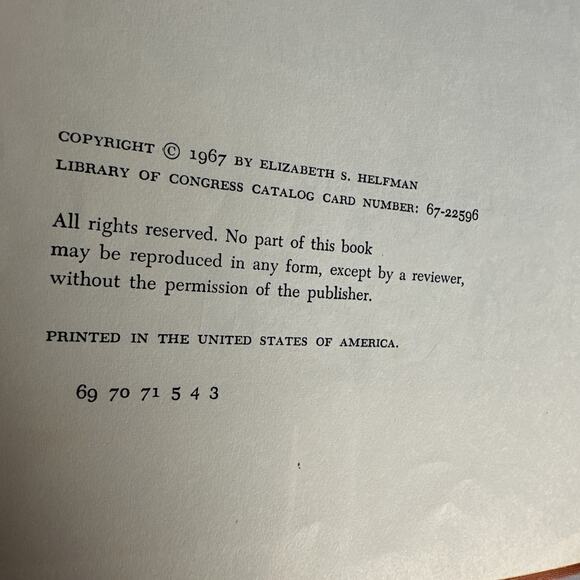 COPYRIGHT © 1967 BY ELIZABETH S. HELFMAN
LIBRARY OF CONGRESS CATALOG CARD NUMBER: 67-22596
All rights reserved. No part of this book
may be reproduced in any form, except by a reviewer,
without the permission of the publisher.
PRINTED IN THE UNITED STATES OF AMERICA.
69 70 71 5 4 3